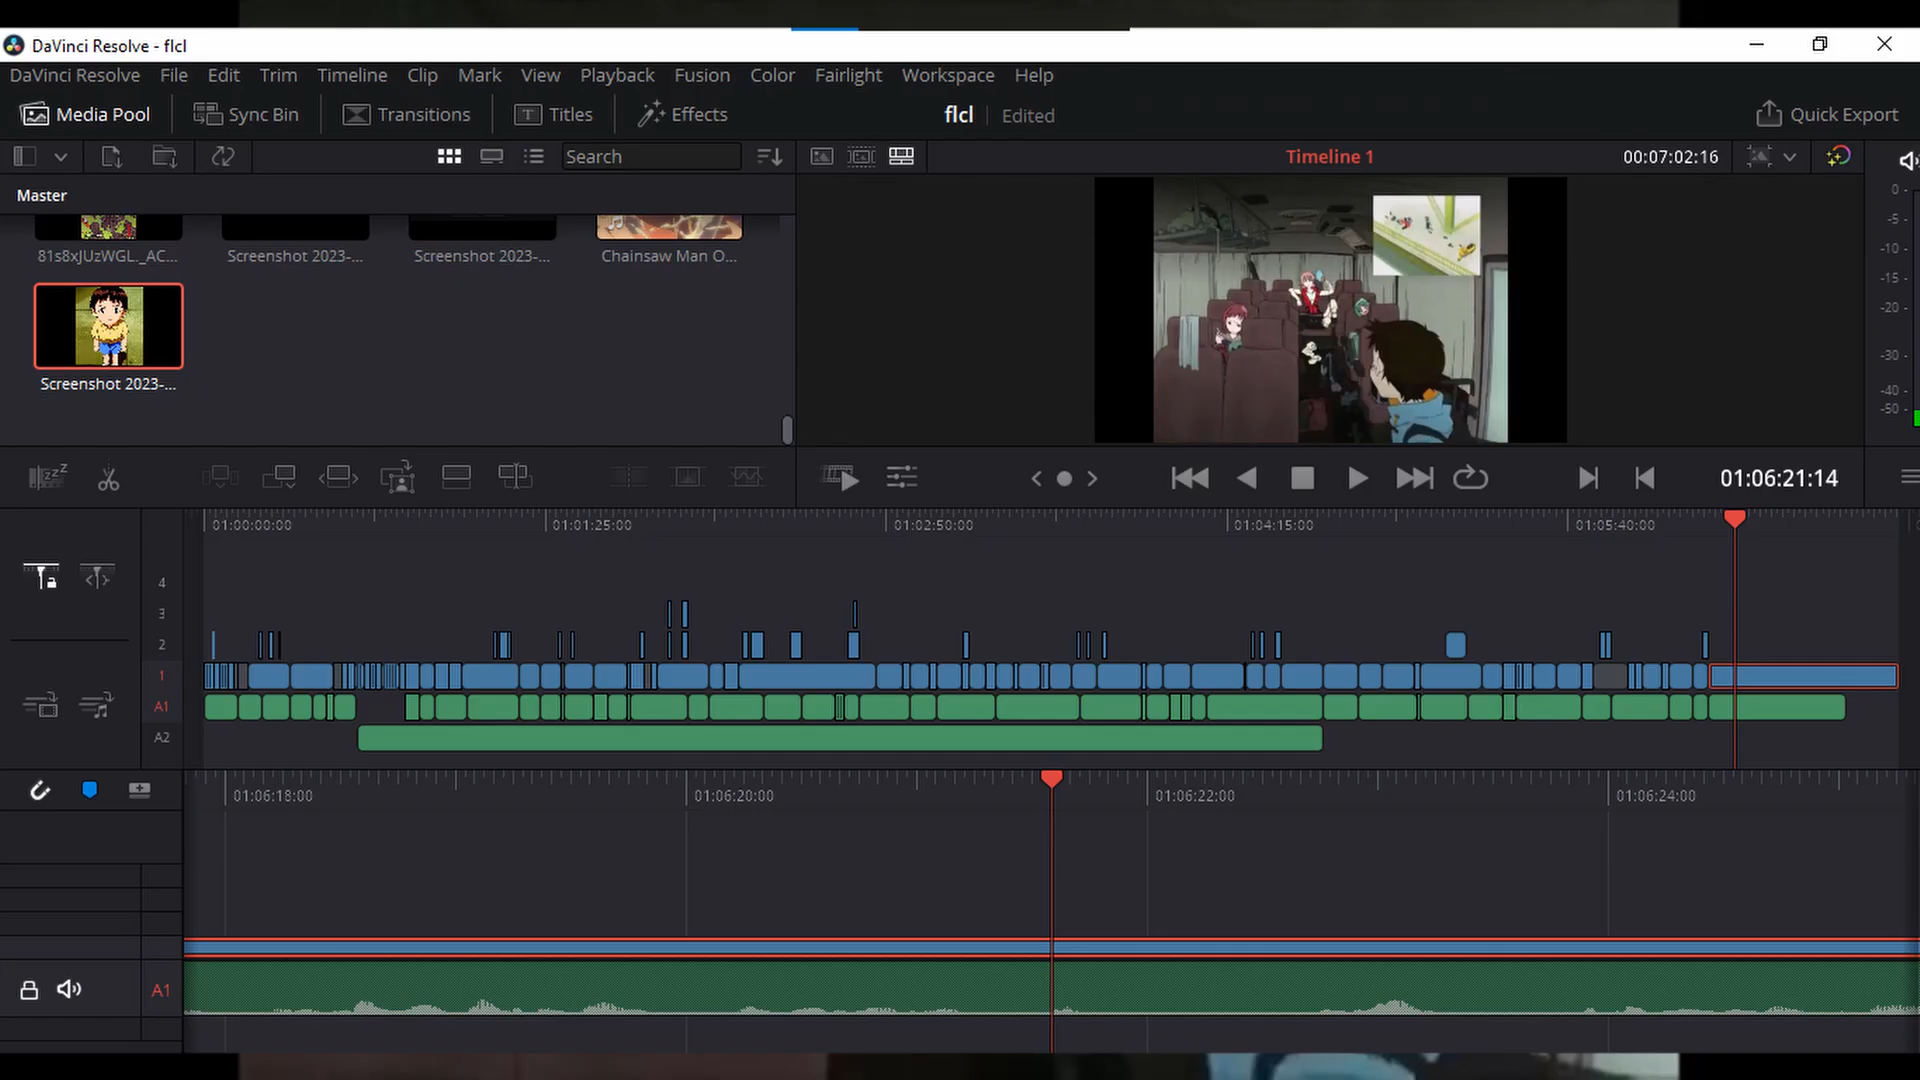 DaVinci Resolve - flcl
DaVinci Resolve File Edit Trim Timeline Clip Mark View Playback Fusion Color Fairlight Workspace Help
Media Pool Sync Bin Transitions Titles Effects flcl Edited Quick Export
Search Timeline 1 00:07:02:16
Master
81s8xJUzWGL._AC... Screenshot 2023-... Screenshot 2023-... Chainsaw Man O...
Screenshot 2023-...
0
-5
-10
-15
-20
-30
-40
-50
01:06:21:14
01:00:00:00 01:01:25:00 01:02:50:00 01:04:15:00 01:05:40:00
4
3
2
1
A1
A2
01:06:18:00 01:06:20:00 01:06:22:00 01:06:24:00
A1